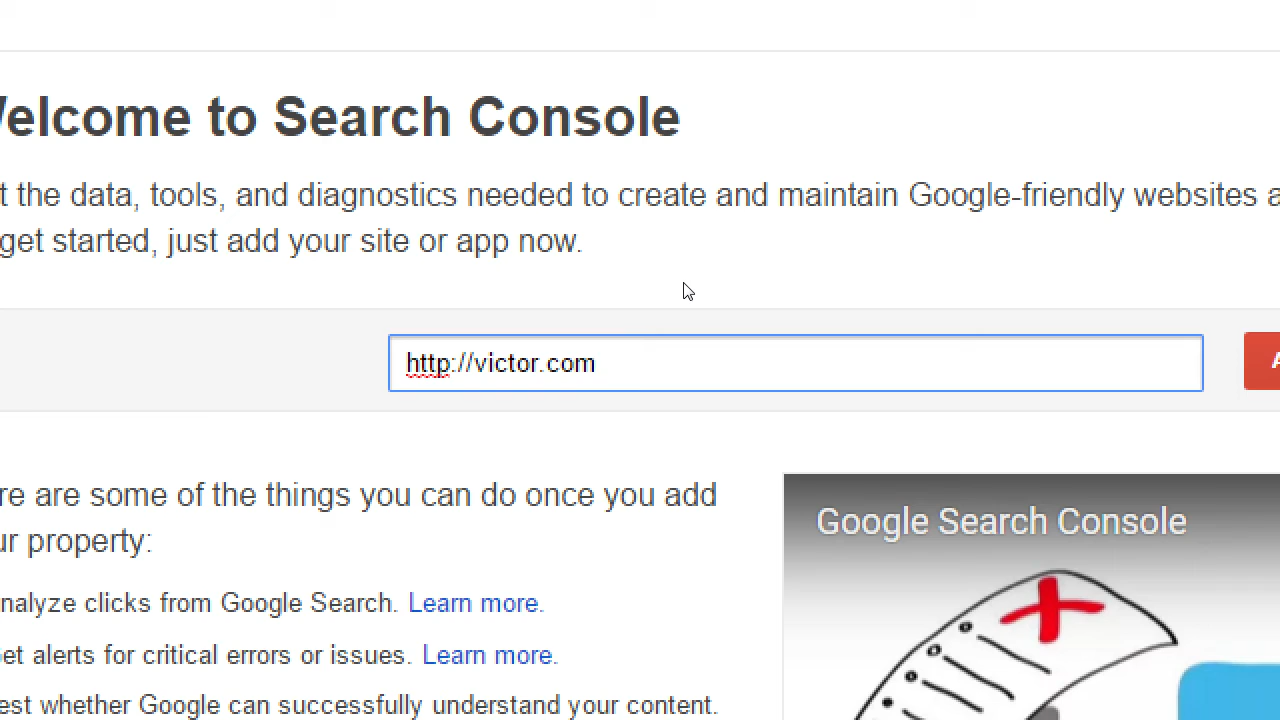 elcome to Search Console
t the data, tools, and diagnostics needed to create and maintain Google-friendly websites a
get started, just add your site or app now.
http://victor.com
A
re are some of the things you can do once you add
ur property:
nalyze clicks from Google Search. Learn more.
et alerts for critical errors or issues. Learn more.
est whether Google can successfully understand your content.
Google Search Console